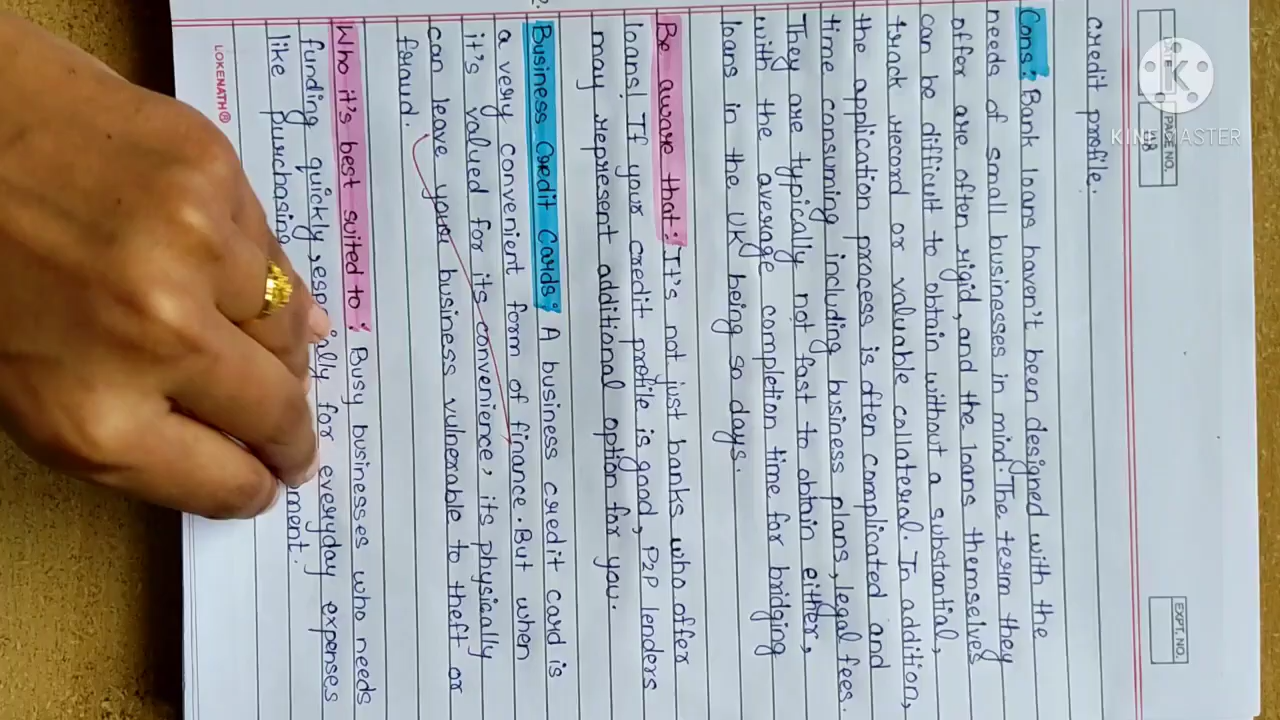 DATE
PAGE NO.
EXPT. NO.
KINEMASTER
credit profile.
Cons: Bank loans haven't been designed with the
needs of small businesses in mind. The term they
offer are often rigid, and the loans themselves
can be difficult to obtain without a substantial,
track record or valuable collateral. In addition,
the application process is often complicated and
time consuming including business plans, legal fees.
They are typically not fast to obtain either,
with the average completion time for bridging
loans in the UK being 50 days.
Be aware that: It's not just banks who offer
loans! If your credit profile is good, P2P lenders
may represent additional option for you.
Business Credit Cards: A business credit card is
a very convenient form of finance. But when
it's valued for its convenience, its physically
can leave your business vulnerable to theft or
fraud.
Who it's best suited to: Busy businesses who needs
funding quickly, for everyday expenses
like purchasing
LOKENATH®